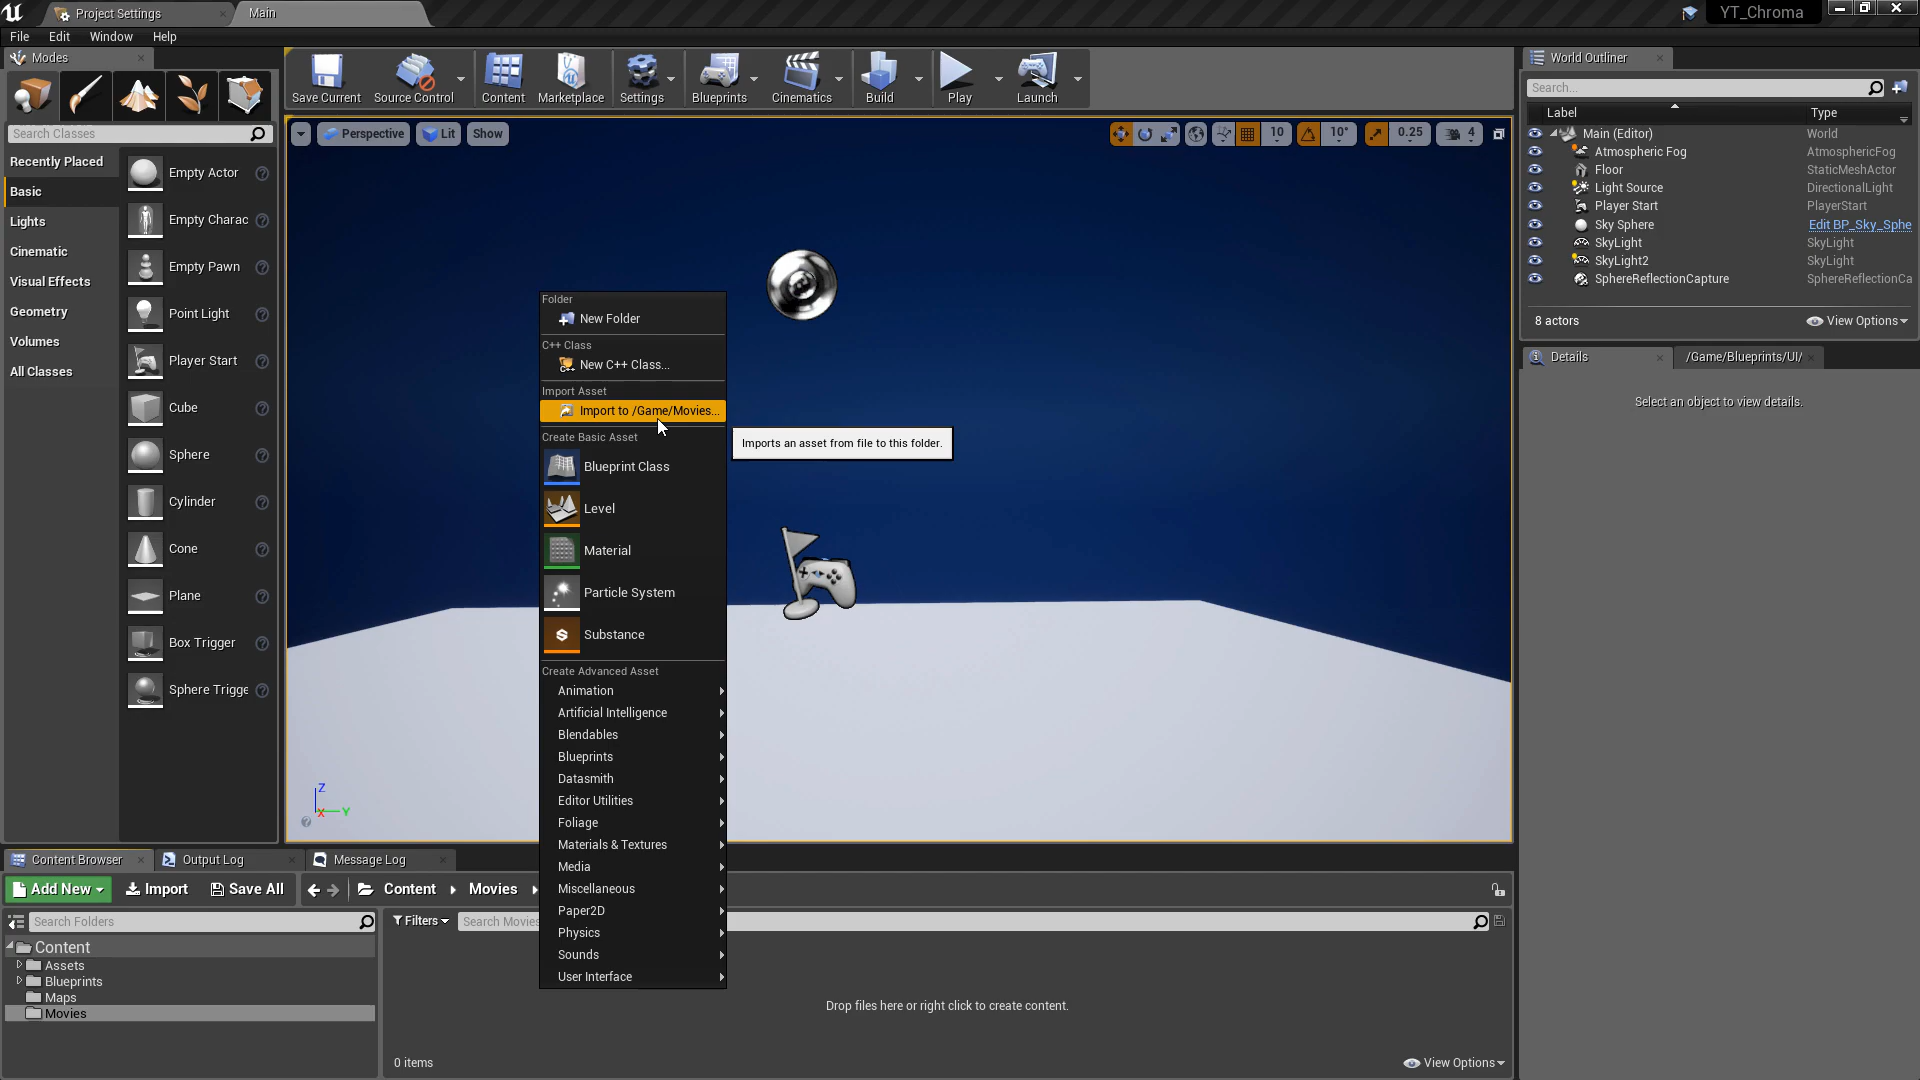 Project Settings
Main
YT_Chroma
File Edit Window Help
Modes
Save Current
Source Control
Content
Marketplace
Settings
Blueprints
Cinematics
Build
Play
Launch
World Outliner
Search Classes
Perspective
Lit
Show
10
10°
0.25
4
Search...
Label
Type
Recently Placed
Basic
Lights
Cinematic
Visual Effects
Geometry
Volumes
All Classes
Empty Actor
Empty Charac
Empty Pawn
Point Light
Player Start
Cube
Sphere
Cylinder
Cone
Plane
Box Trigger
Sphere Trigge
Main (Editor) World
Atmospheric Fog AtmosphericFog
Floor StaticMeshActor
Light Source DirectionalLight
Player Start PlayerStart
Sky Sphere Edit BP_Sky_Sphe
SkyLight SkyLight
SkyLight2 SkyLight
SphereReflectionCapture SphereReflectionCa
8 actors
View Options
Details
/Game/Blueprints/UI/
Select an object to view details.
Folder
New Folder
C++ Class
New C++ Class...
Import Asset
Import to /Game/Movies...
Imports an asset from file to this folder.
Create Basic Asset
Blueprint Class
Level
Material
Particle System
Substance
Create Advanced Asset
Animation
Artificial Intelligence
Blendables
Blueprints
Datasmith
Editor Utilities
Foliage
Materials & Textures
Media
Miscellaneous
Paper2D
Physics
Sounds
User Interface
Z
X
Y
Content Browser
Output Log
Message Log
Add New
Import
Save All
Content
Movies
Search Folders
Filters
Search Movies
Content
Assets
Blueprints
Maps
Movies
Drop files here or right click to create content.
0 items
View Options